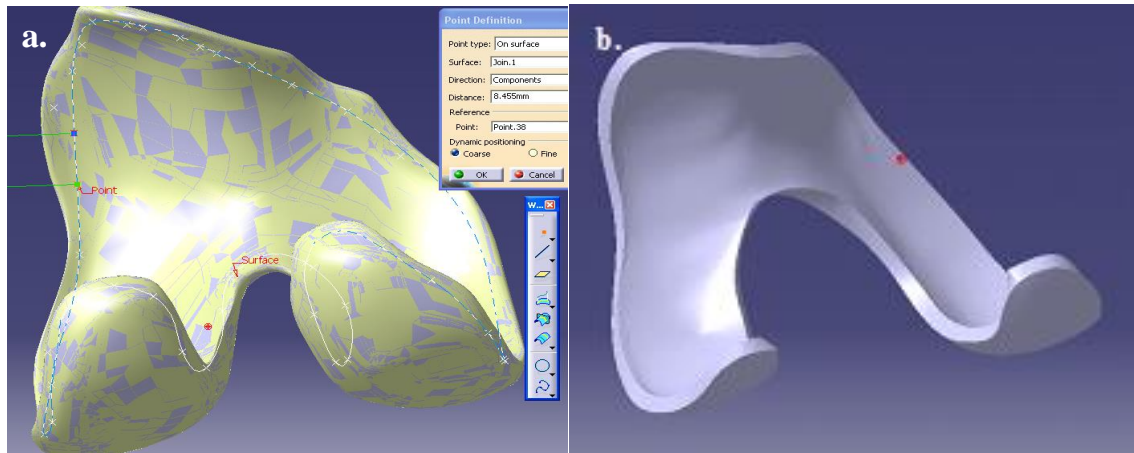 a.
Point Definition
Point type: On surface
Surface: Join.1
Direction: Components
Distance: 8.455mm
Reference
Point: Point.38
Dynamic positioning
Coarse Fine
OK Cancel
W...
Point
Surface
b.